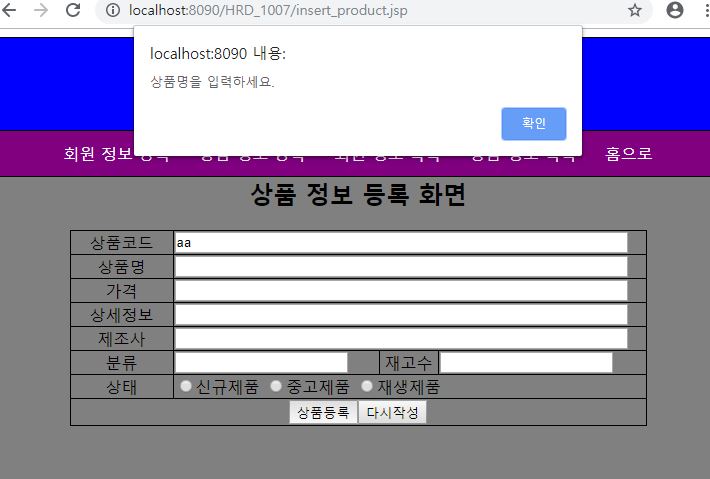 localhost:8090/HRD_1007/insert_product.jsp
localhost:8090 내용:
상품명을 입력하세요.
확인
회원 정보 홈으로
상품 정보 등록 화면
상품코드 aa
상품명
가격
상세정보
제조사
분류 재고수
상태 신규제품 중고제품 재생제품
상품등록 다시작성